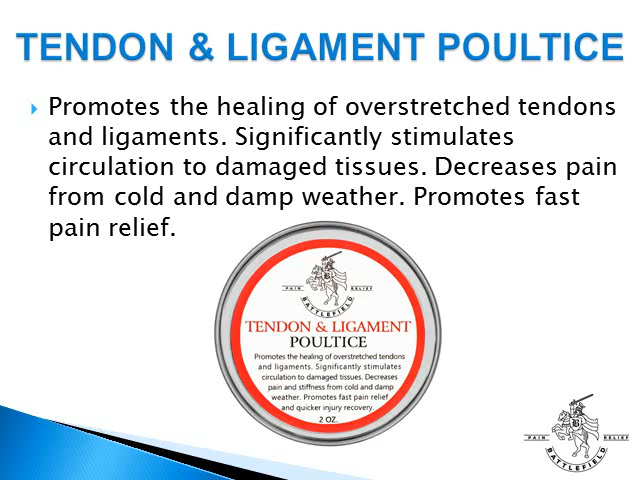 TENDON & LIGAMENT POULTICE
Promotes the healing of overstretched tendons
and ligaments. Significantly stimulates
circulation to damaged tissues. Decreases pain
from cold and damp weather. Promotes fast
pain relief.
PAIN RELIEF
BATTLEFIELD
TENDON & LIGAMENT
POULTICE
Promotes the healing of overstretched tendons
and ligaments. Significantly stimulates
circulation to damaged tissues. Decreases
pain and stiffness from cold and damp
weather. Promotes fast pain relief
and quicker injury recovery.
2 OZ.
PAIN RELIEF
BATTLEFIELD